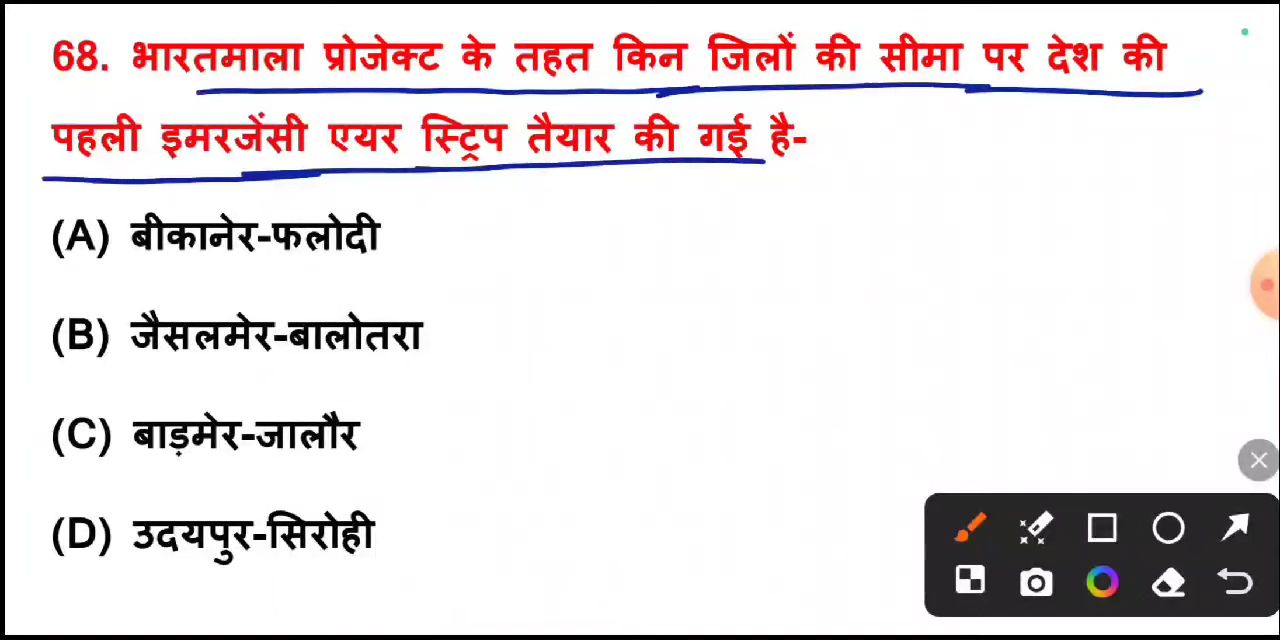 68. भारतमाला प्रोजेक्ट के तहत किन जिलों की सीमा पर देश की
पहली इमरजेंसी एयर स्ट्रिप तैयार की गई है-
(A) बीकानेर-फलोदी
(B) जैसलमेर-बालोतरा
(C) बाड़मेर-जालौर
(D) उदयपुर-सिरोही